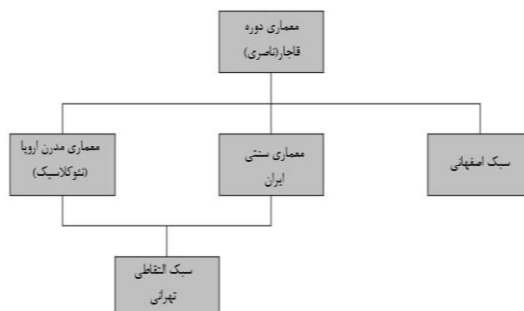 معماری دوره
قاجار(ناصری)
سبک اصفهانی
معماری سنتی
ایران
معماری مدرن اروپا
(نئوکلاسیک)
سبک التقاطی
تهرانی